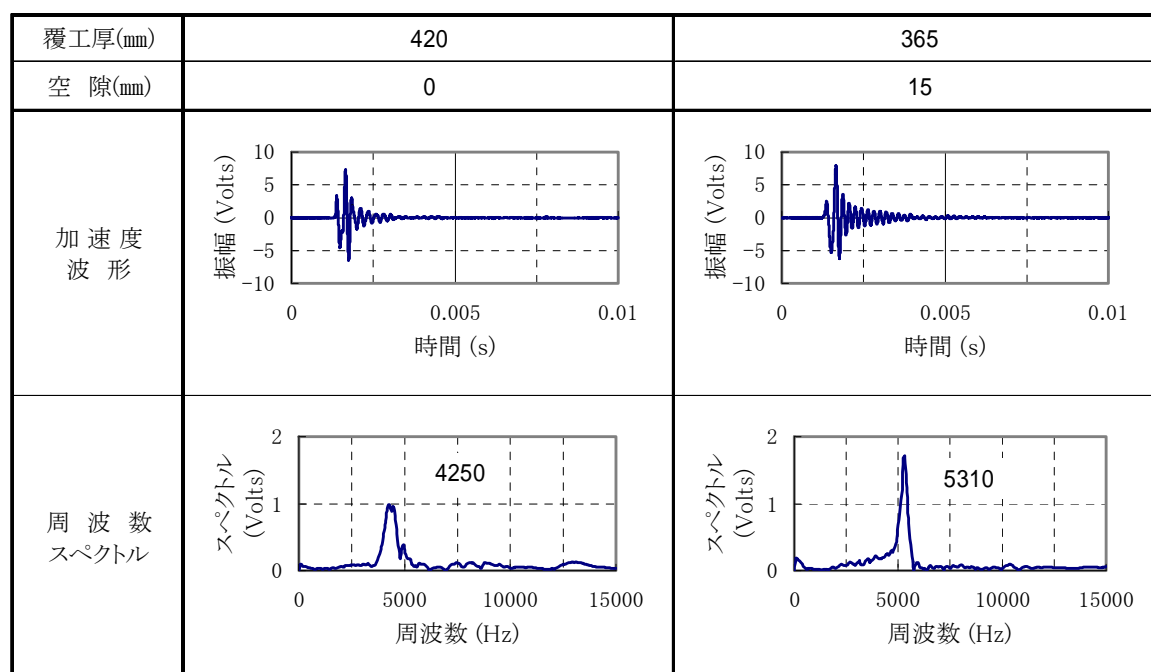 覆工厚(㎜) 420 365
空 隙(㎜) 0 15
加 速 度
波 形
振幅 (Volts)
10
5
0
−5
−10
0 0.005 0.01
時間 (s)
振幅 (Volts)
10
5
0
−5
−10
0 0.005 0.01
時間 (s)
周 波 数
スペクトル
スペクトル
(Volts)
2
1
0
4250
0 5000 10000 15000
周波数 (Hz)
スペクトル
(Volts)
2
1
0
5310
0 5000 10000 15000
周波数 (Hz)